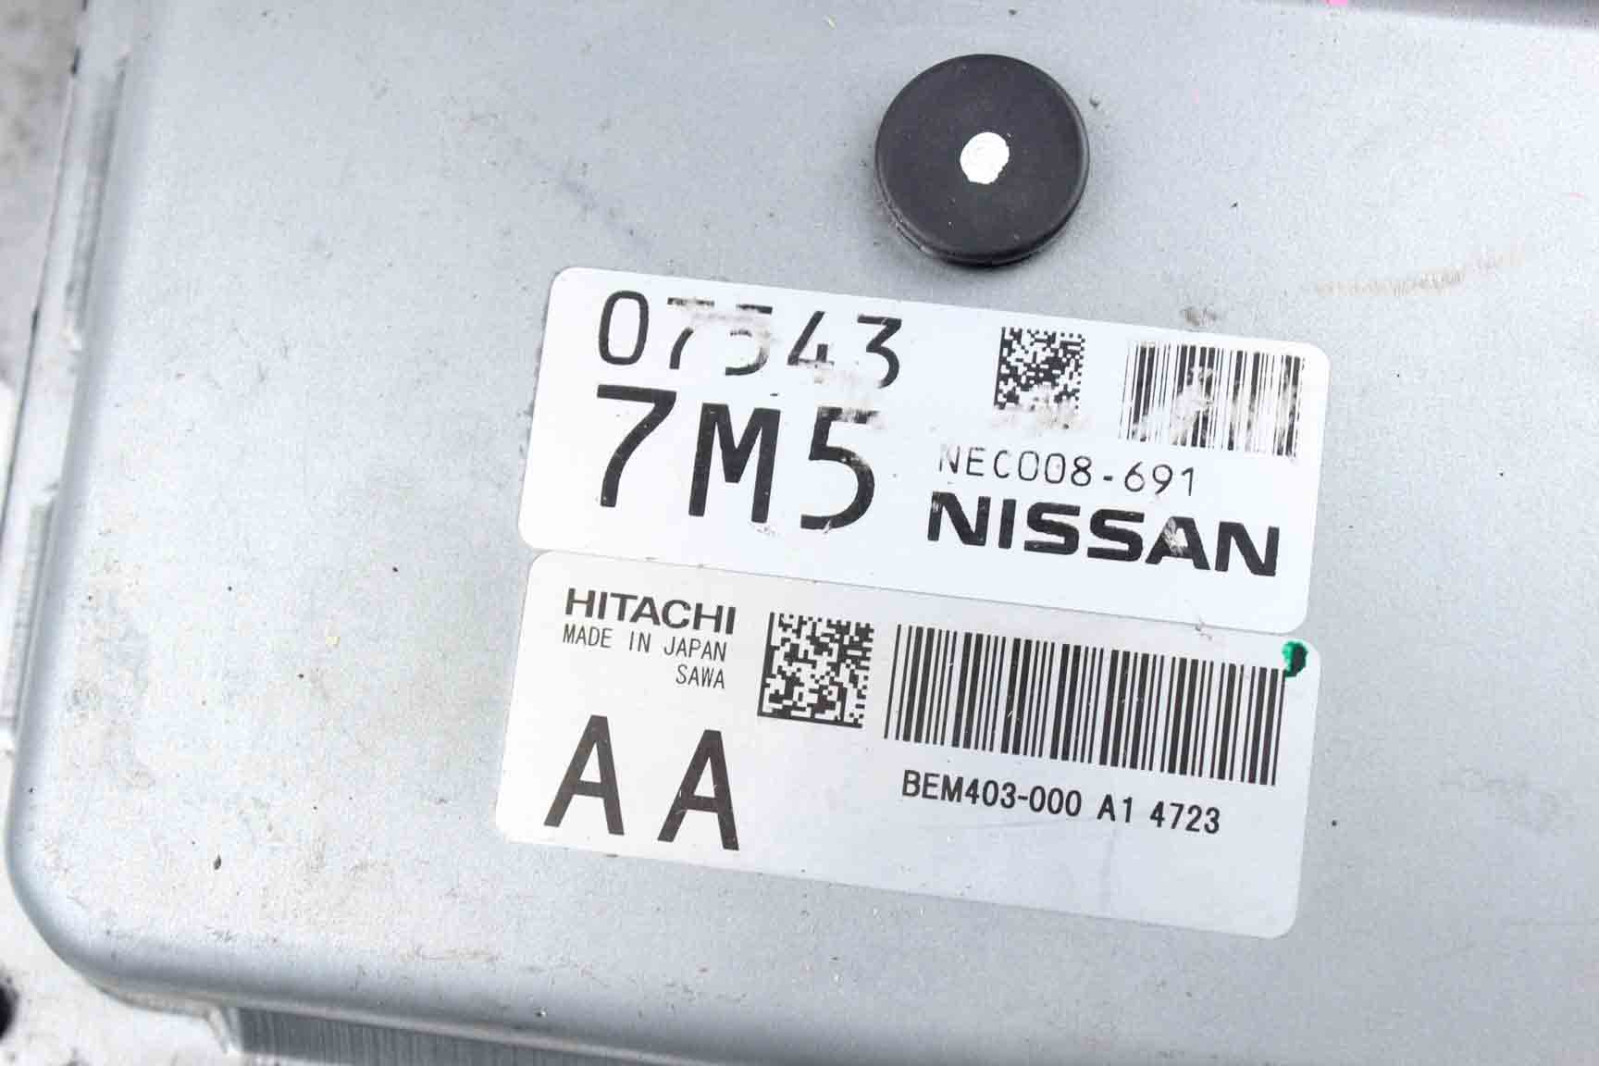 07543
7M5
NEC008-691
NISSAN
HITACHI
MADE IN JAPAN
SAWA
AA
BEM403-000 A1 4723